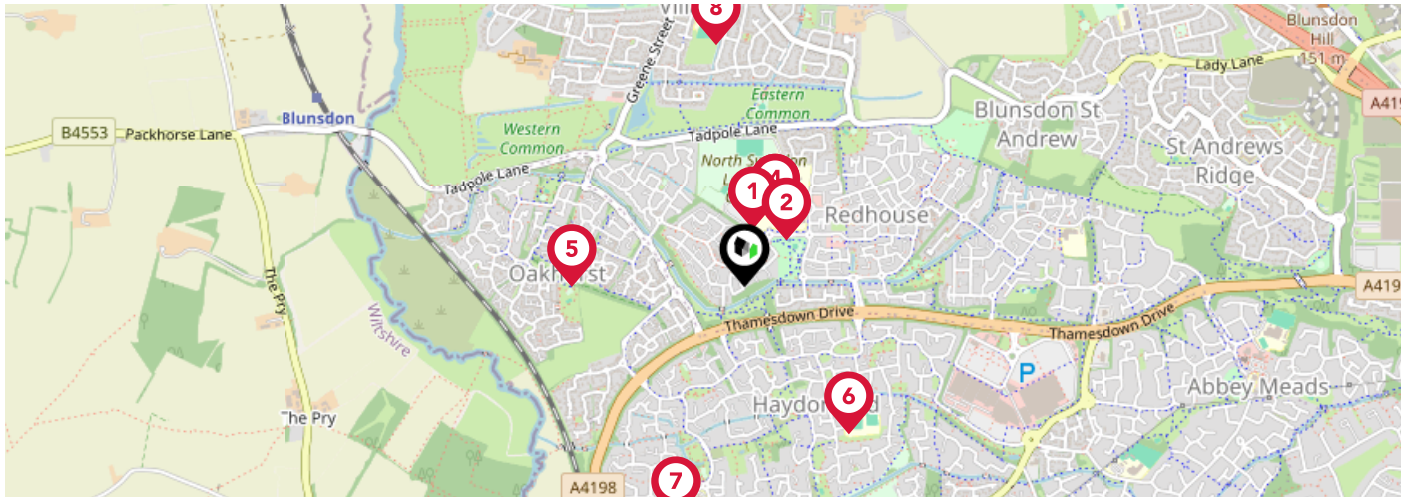 8
Blunsdon
Hill
151 m
Greene Street
Lady Lane
Eastern
Common
A419
Blunsdon St
Andrew
B4553
Packhorse Lane
Blunsdon
Western
Common
Tadpole Lane
St Andrews
Ridge
North Swindon
Tadpole Lane
4
1
2
Redhouse
5
Oakhurst
The Pry
Wiltshire
Thamesdown Drive
Thamesdown Drive
P
6
Haydon
Abbey Meads
The Pry
7
A4198